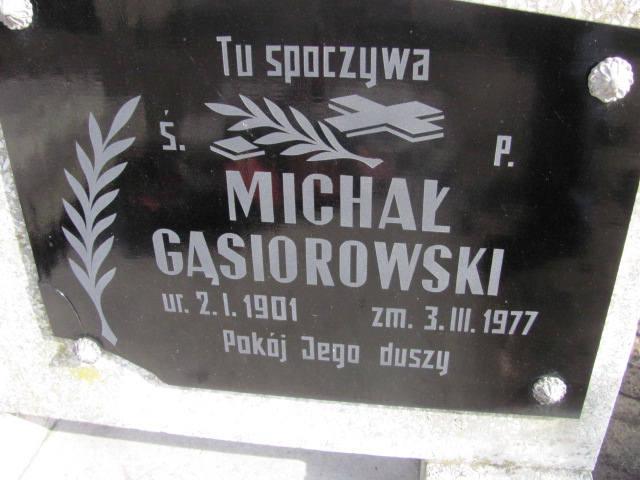 Tu spoczywa
Ś. P.
MICHAŁ
GĄSIOROWSKI
ur. 2. I. 1901 zm. 3. III. 1977
Pokój Jego duszy